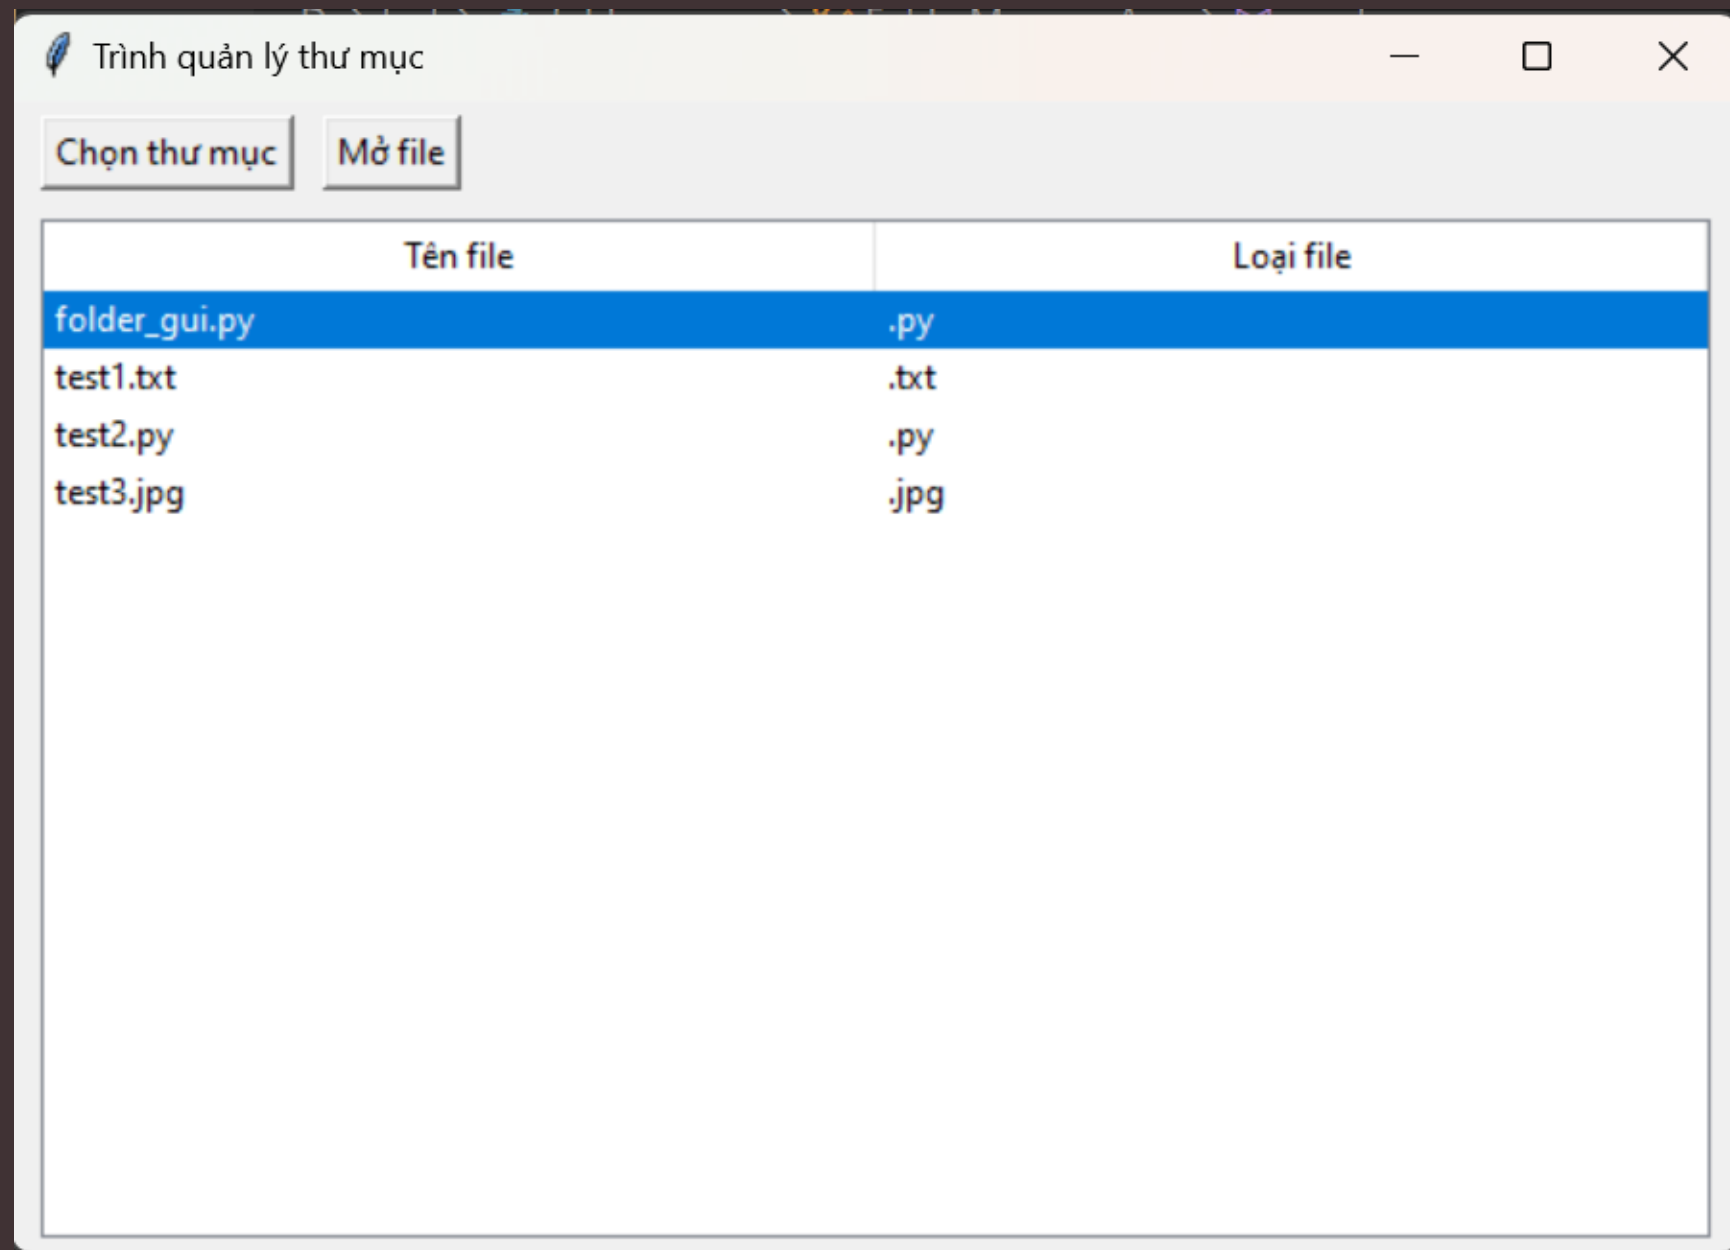 Trình quản lý thư mục
Chọn thư mục Mở file
Tên file Loại file
folder_gui.py .py
test1.txt .txt
test2.py .py
test3.jpg .jpg